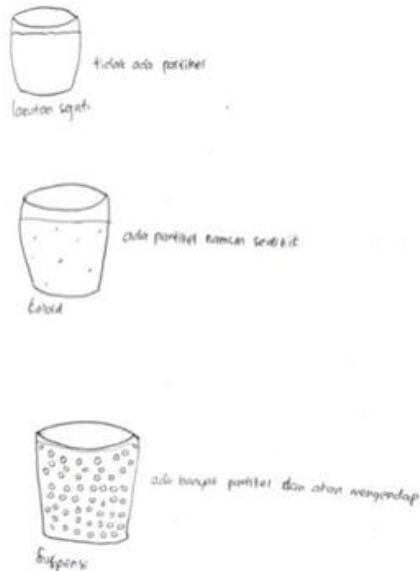 tidak ada partikel
larutan sejati
ada partikel namun sedikit
koloid
ada banyak partikel dan akan mengendap
Suspensi